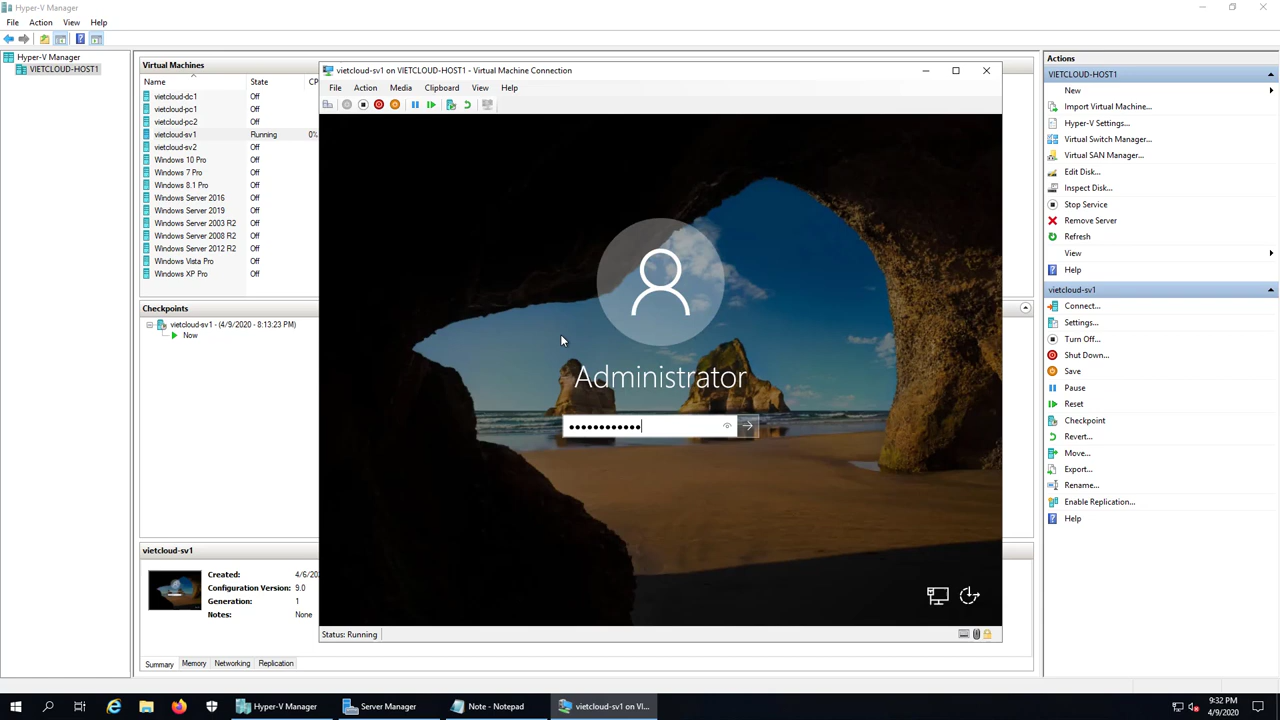 Hyper-V Manager
File Action View Help
Hyper-V Manager
VIETCLOUD-HOST1
Virtual Machines
Name State CP
vietcloud-dc1 Off
vietcloud-pc1 Off
vietcloud-pc2 Off
vietcloud-sv1 Running 0%
vietcloud-sv2 Off
Windows 10 Pro Off
Windows 7 Pro Off
Windows 8.1 Pro Off
Windows Server 2016 Off
Windows Server 2019 Off
Windows Server 2003 R2 Off
Windows Server 2008 R2 Off
Windows Server 2012 R2 Off
Windows Vista Pro Off
Windows XP Pro Off
Checkpoints
vietcloud-sv1 - (4/9/2020 - 8:13:23 PM)
Now
vietcloud-sv1
Created: 4/6/20
Configuration Version: 9.0
Generation: 1
Notes: None
Summary Memory Networking Replication
vietcloud-sv1 on VIETCLOUD-HOST1 - Virtual Machine Connection
File Action Media Clipboard View Help
Administrator
••••••••••••
Status: Running
Actions
VIETCLOUD-HOST1
New
Import Virtual Machine...
Hyper-V Settings...
Virtual Switch Manager...
Virtual SAN Manager...
Edit Disk...
Inspect Disk...
Stop Service
Remove Server
Refresh
View
Help
vietcloud-sv1
Connect...
Settings...
Turn Off...
Shut Down...
Save
Pause
Reset
Checkpoint
Revert...
Move...
Export...
Rename...
Enable Replication...
Help
Hyper-V Manager
Server Manager
Note - Notepad
vietcloud-sv1 on VI...
9:32 PM
4/9/2020